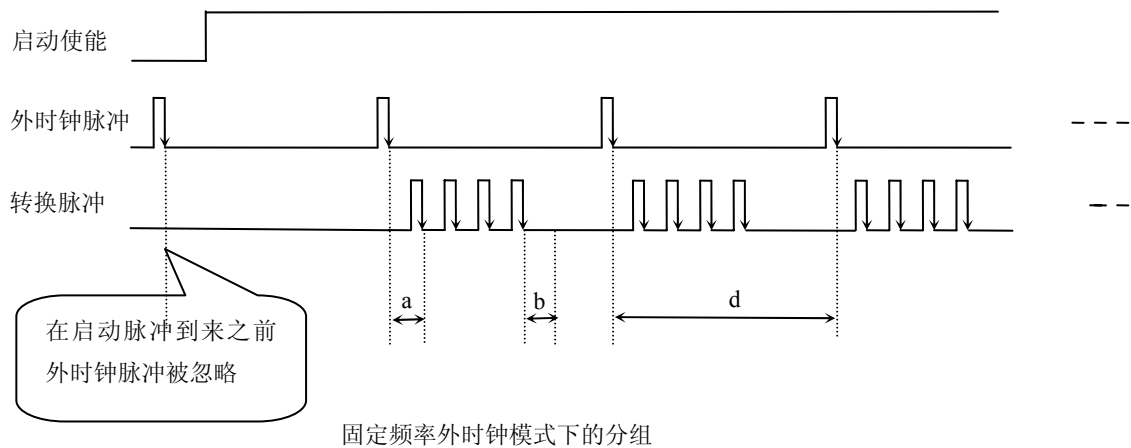 启动使能
外时钟脉冲
转换脉冲
a
b
d
在启动脉冲到来之前
外时钟脉冲被忽略
固定频率外时钟模式下的分组